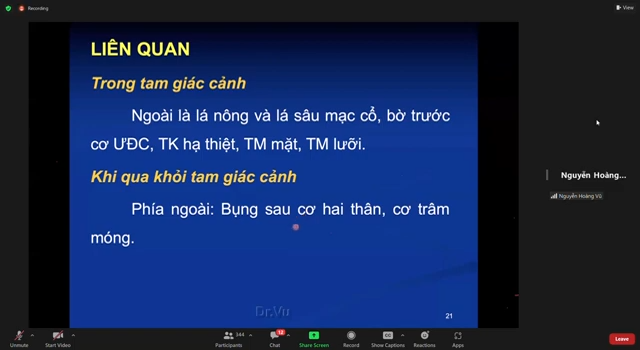 Recording
View
LIÊN QUAN
Trong tam giác cảnh
Ngoài là lá nông và lá sâu mạc cổ, bờ trước
cơ ƯĐC, TK hạ thiệt, TM mặt, TM lưỡi.
Khi qua khỏi tam giác cảnh
Phía ngoài: Bụng sau cơ hai thân, cơ trâm
móng.
Dr.Vu
21
Nguyễn Hoàng...
Nguyễn Hoàng Vũ
Unmute
Start Video
Participants
344
Chat
Share Screen
Record
Show Captions
Reactions
Apps
Leave